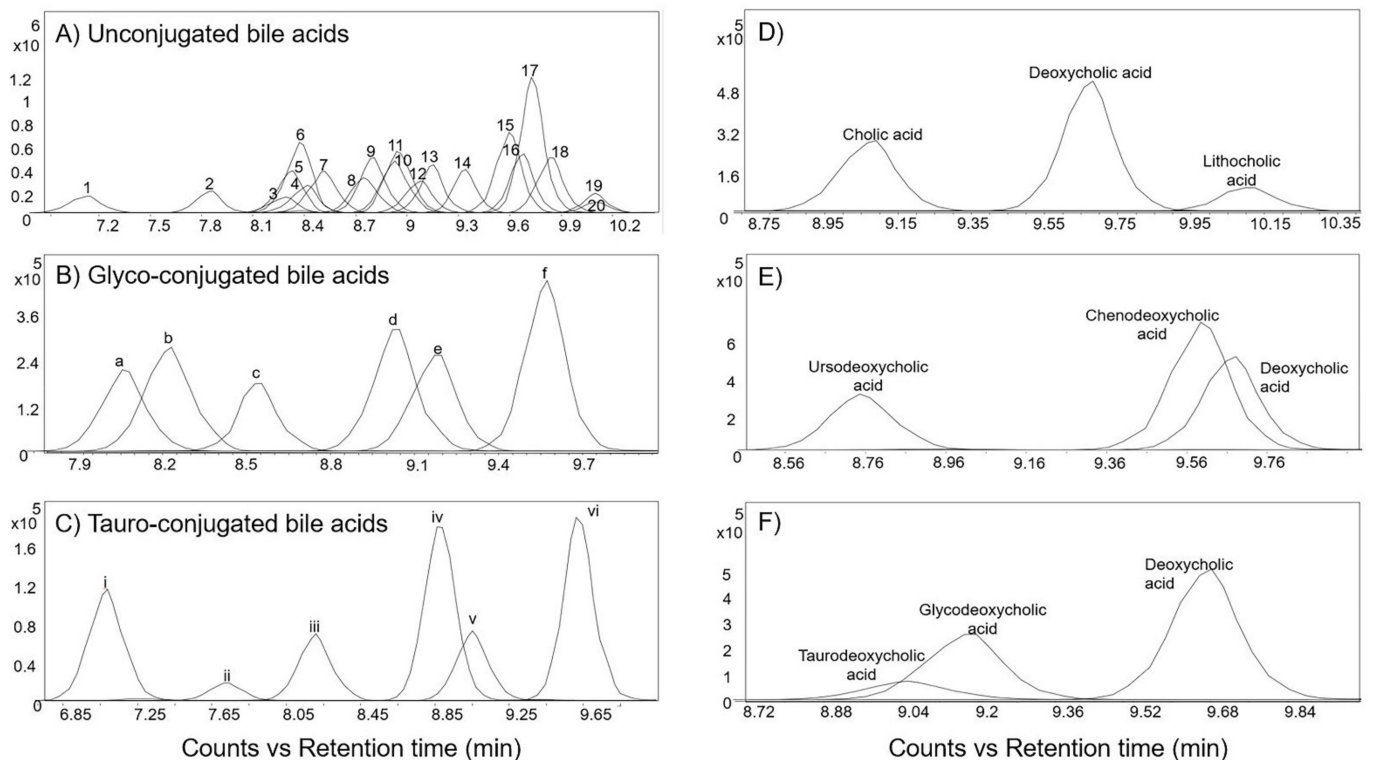 A) Unconjugated bile acids
6
x10
1.2
1
0.8
0.6
0.4
0.2
0
1
2
3
4
5
6
7
8
9
10
11
12
13
14
15
16
17
18
19
20
7.2 7.5 7.8 8.1 8.4 8.7 9 9.3 9.6 9.9 10.2
B) Glyco-conjugated bile acids
5
x10
3.6
2.4
1.2
0
a
b
c
d
e
f
7.9 8.2 8.5 8.8 9.1 9.4 9.7
C) Tauro-conjugated bile acids
5
x10
1.6
1.2
0.8
0.4
0
i
ii
iii
iv
v
vi
6.85 7.25 7.65 8.05 8.45 8.85 9.25 9.65
Counts vs Retention time (min)
D)
5
x10
4.8
3.2
1.6
0
Cholic acid
Deoxycholic acid
Lithocholic
acid
8.75 8.95 9.15 9.35 9.55 9.75 9.95 10.15 10.35
E)
5
x10
6
4
2
0
Ursodeoxycholic
acid
Chenodeoxycholic
acid
Deoxycholic
acid
8.56 8.76 8.96 9.16 9.36 9.56 9.76
F)
5
x10
5
4
3
2
1
0
Taurodeoxycholic
acid
Glycodeoxycholic
acid
Deoxycholic
acid
8.72 8.88 9.04 9.2 9.36 9.52 9.68 9.84
Counts vs Retention time (min)